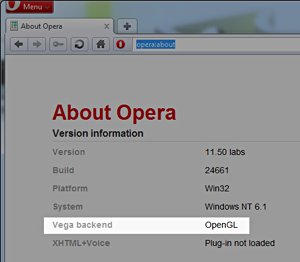 Menu
About Opera
Vega
opera:about
About Opera
Version information
Version 11.50 labs
Build 24661
Platform Win32
System Windows NT 6.1
Vega backend OpenGL
XHTML+Voice Plug-in not loaded